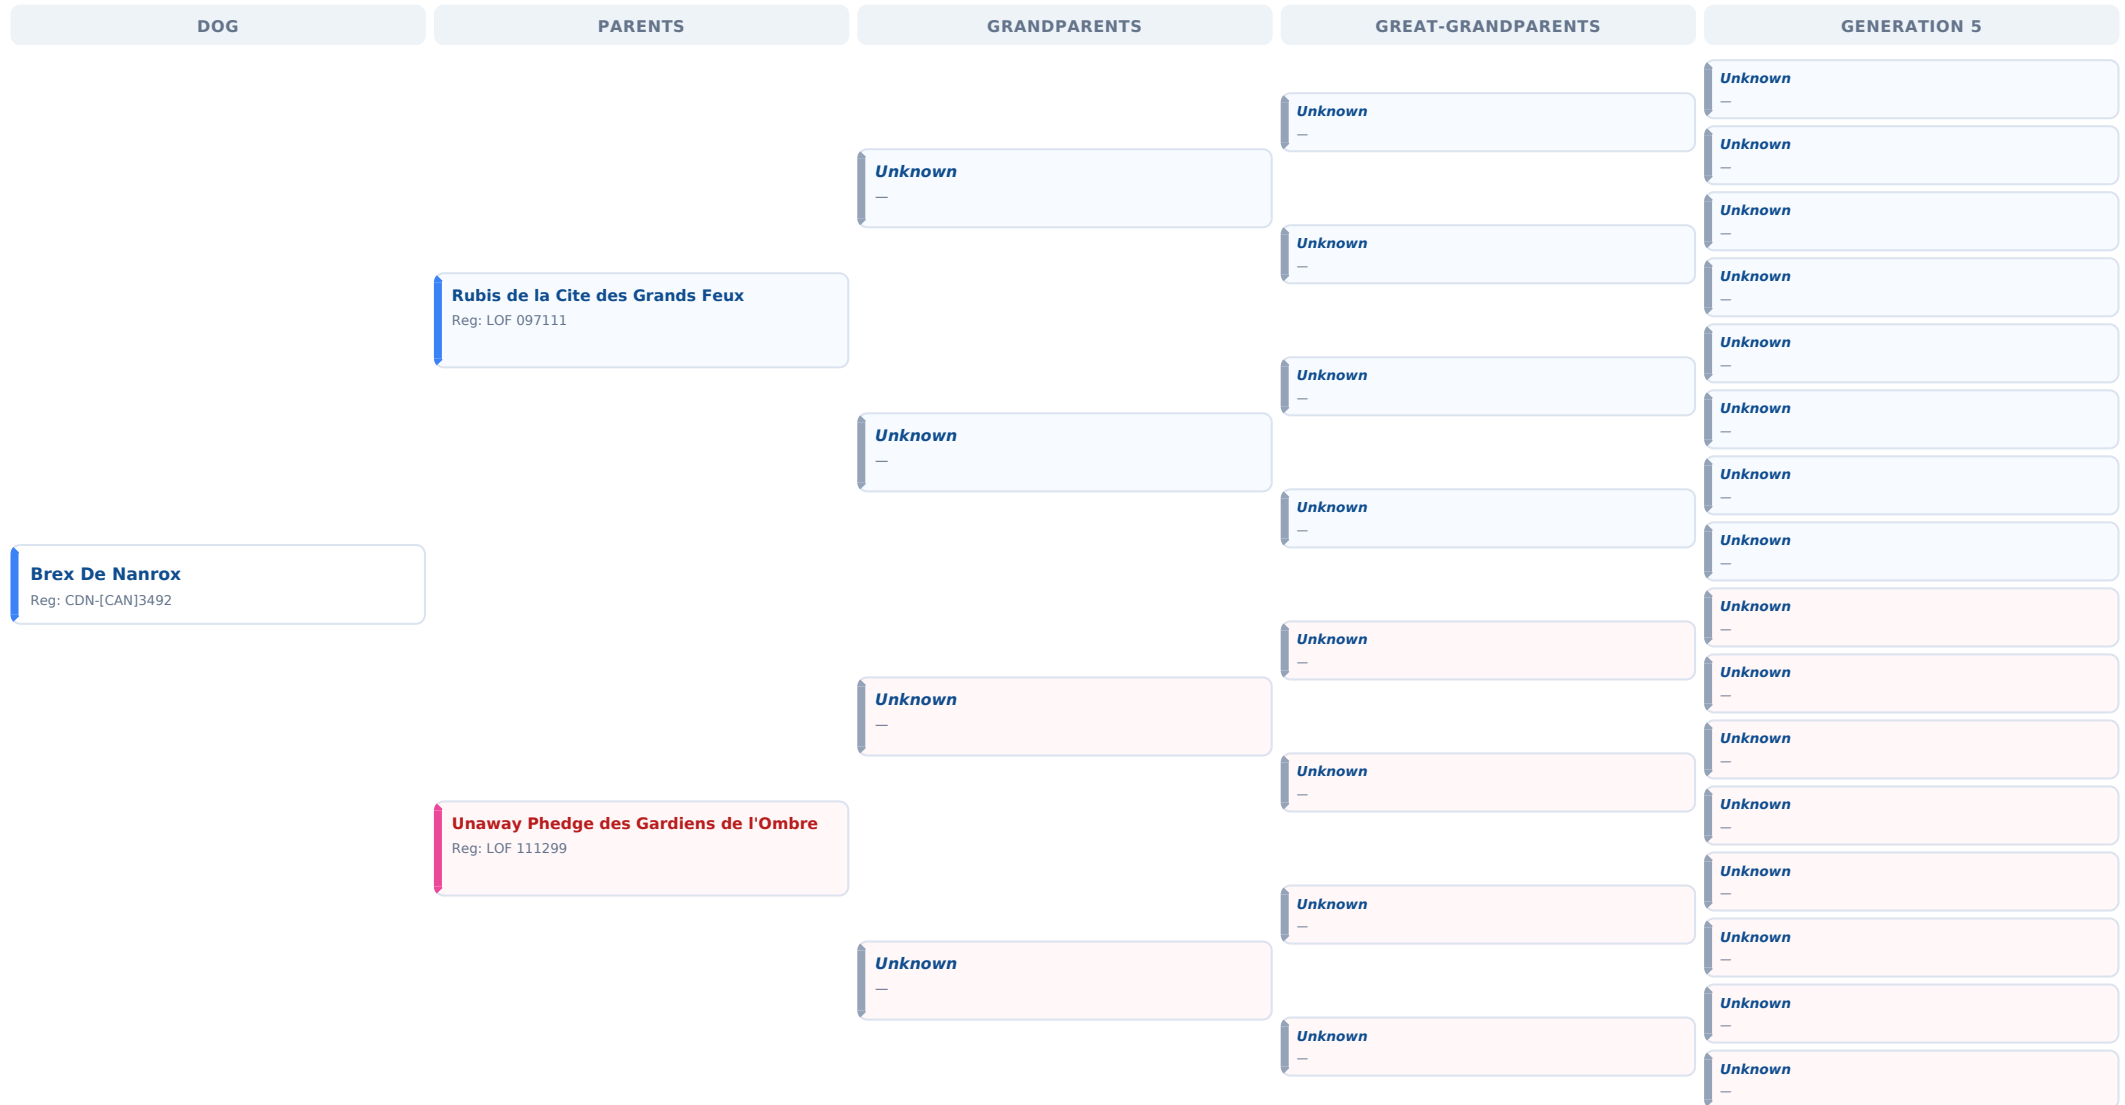 DOG
PARENTS
GRANDPARENTS
GREAT-GRANDPARENTS
GENERATION 5
Brex De Nanrox
Reg: CDN-[CAN]3492
Rubis de la Cite des Grands Feux
Reg: LOF 097111
Unaway Phedge des Gardiens de l'Ombre
Reg: LOF 111299
Unknown
—
Unknown
—
Unknown
—
Unknown
—
Unknown
—
Unknown
—
Unknown
—
Unknown
—
Unknown
—
Unknown
—
Unknown
—
Unknown
—
Unknown
—
Unknown
—
Unknown
—
Unknown
—
Unknown
—
Unknown
—
Unknown
—
Unknown
—
Unknown
—
Unknown
—
Unknown
—
Unknown
—
Unknown
—
Unknown
—
Unknown
—
Unknown
—